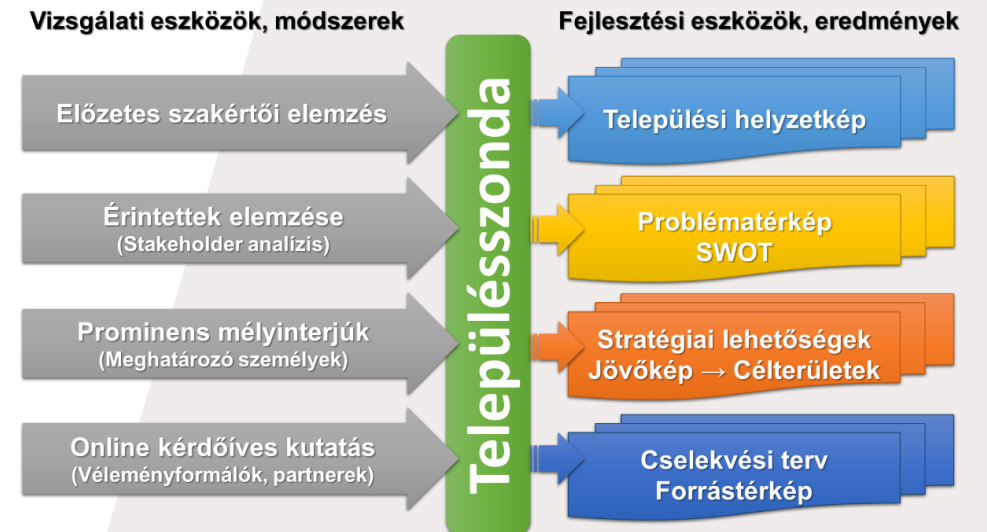 Vizsgálati eszközök, módszerek
Előzetes szakértői elemzés
Érintettek elemzése
(Stakeholder analízis)
Prominens mélyinterjúk
(Meghatározó személyek)
Online kérdőíves kutatás
(Véleményformálók, partnerek)
Településszonda
Fejlesztési eszközök, eredmények
Települési helyzetkép
Problématérkép
SWOT
Stratégiai lehetőségek
Jövőkép → Célterületek
Cselekvési terv
Forrástérkép